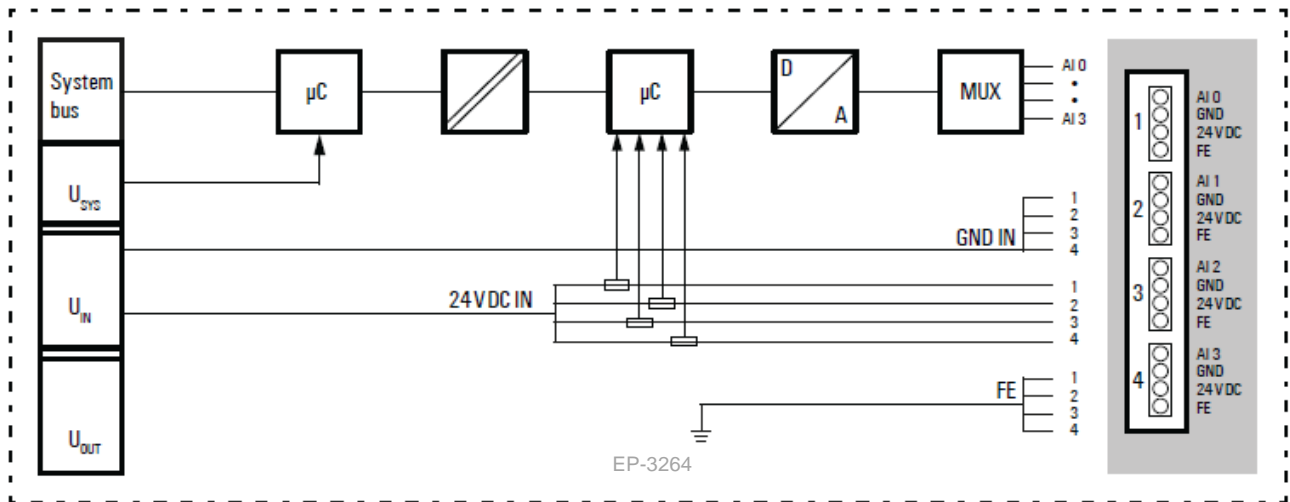 System
bus
µC
µC
D
A
MUX
AI 0
•
•
AI 3
U_SYS
U_IN
U_OUT
GND IN
1
2
3
4
24 V DC IN
1
2
3
4
FE
1
2
3
4
1
AI 0
GND
24 V DC
FE
2
AI 1
GND
24 V DC
FE
3
AI 2
GND
24 V DC
FE
4
AI 3
GND
24 V DC
FE
EP-3264